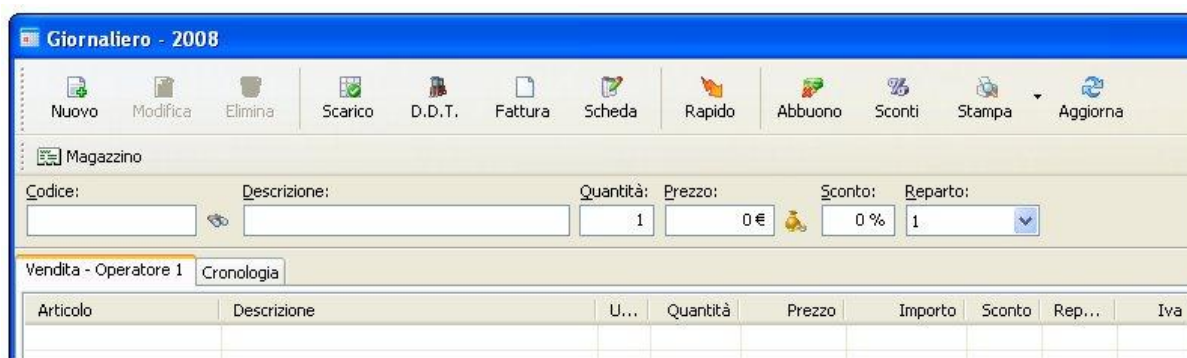 Giornaliero - 2008
Nuovo Modifica Elimina Scarico D.D.T. Fattura Scheda Rapido Abbuono Sconti Stampa Aggiorna
Magazzino
Codice: Descrizione: Quantità: Prezzo: Sconto: Reparto:
1 0 € 0 % 1
Vendita - Operatore 1 Cronologia
Articolo Descrizione U... Quantità Prezzo Importo Sconto Rep... Iva